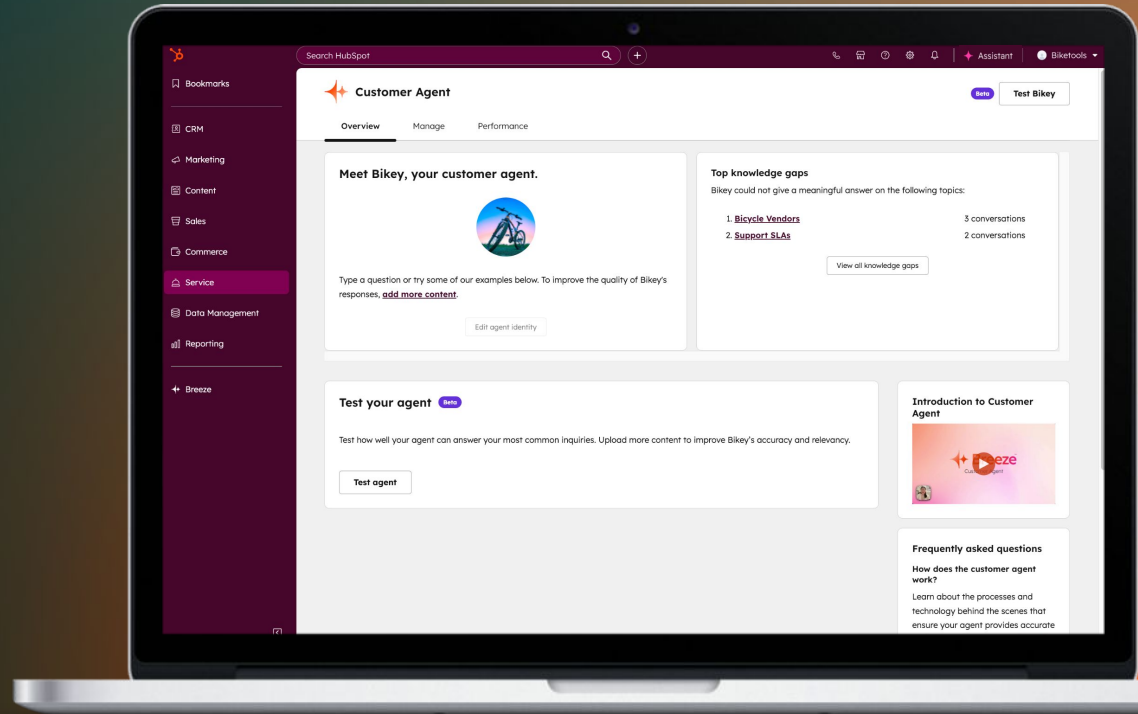 Search HubSpot
Assistant
Biketools
Bookmarks
CRM
Marketing
Content
Sales
Commerce
Service
Data Management
Reporting
Breeze
Customer Agent
Beta
Test Bikey
Overview
Manage
Performance
Meet Bikey, your customer agent.
Type a question or try some of our examples below. To improve the quality of Bikey's
responses, add more content.
Edit agent identity
Top knowledge gaps
Bikey could not give a meaningful answer on the following topics:
1. Bicycle Vendors 3 conversations
2. Support SLAs 2 conversations
View all knowledge gaps
Test your agent Beta
Test how well your agent can answer your most common inquiries. Upload more content to improve Bikey's accuracy and relevancy.
Test agent
Introduction to Customer
Agent
Breeze
Customer Agent
Frequently asked questions
How does the customer agent
work?
Learn about the processes and
technology behind the scenes that
ensure your agent provides accurate